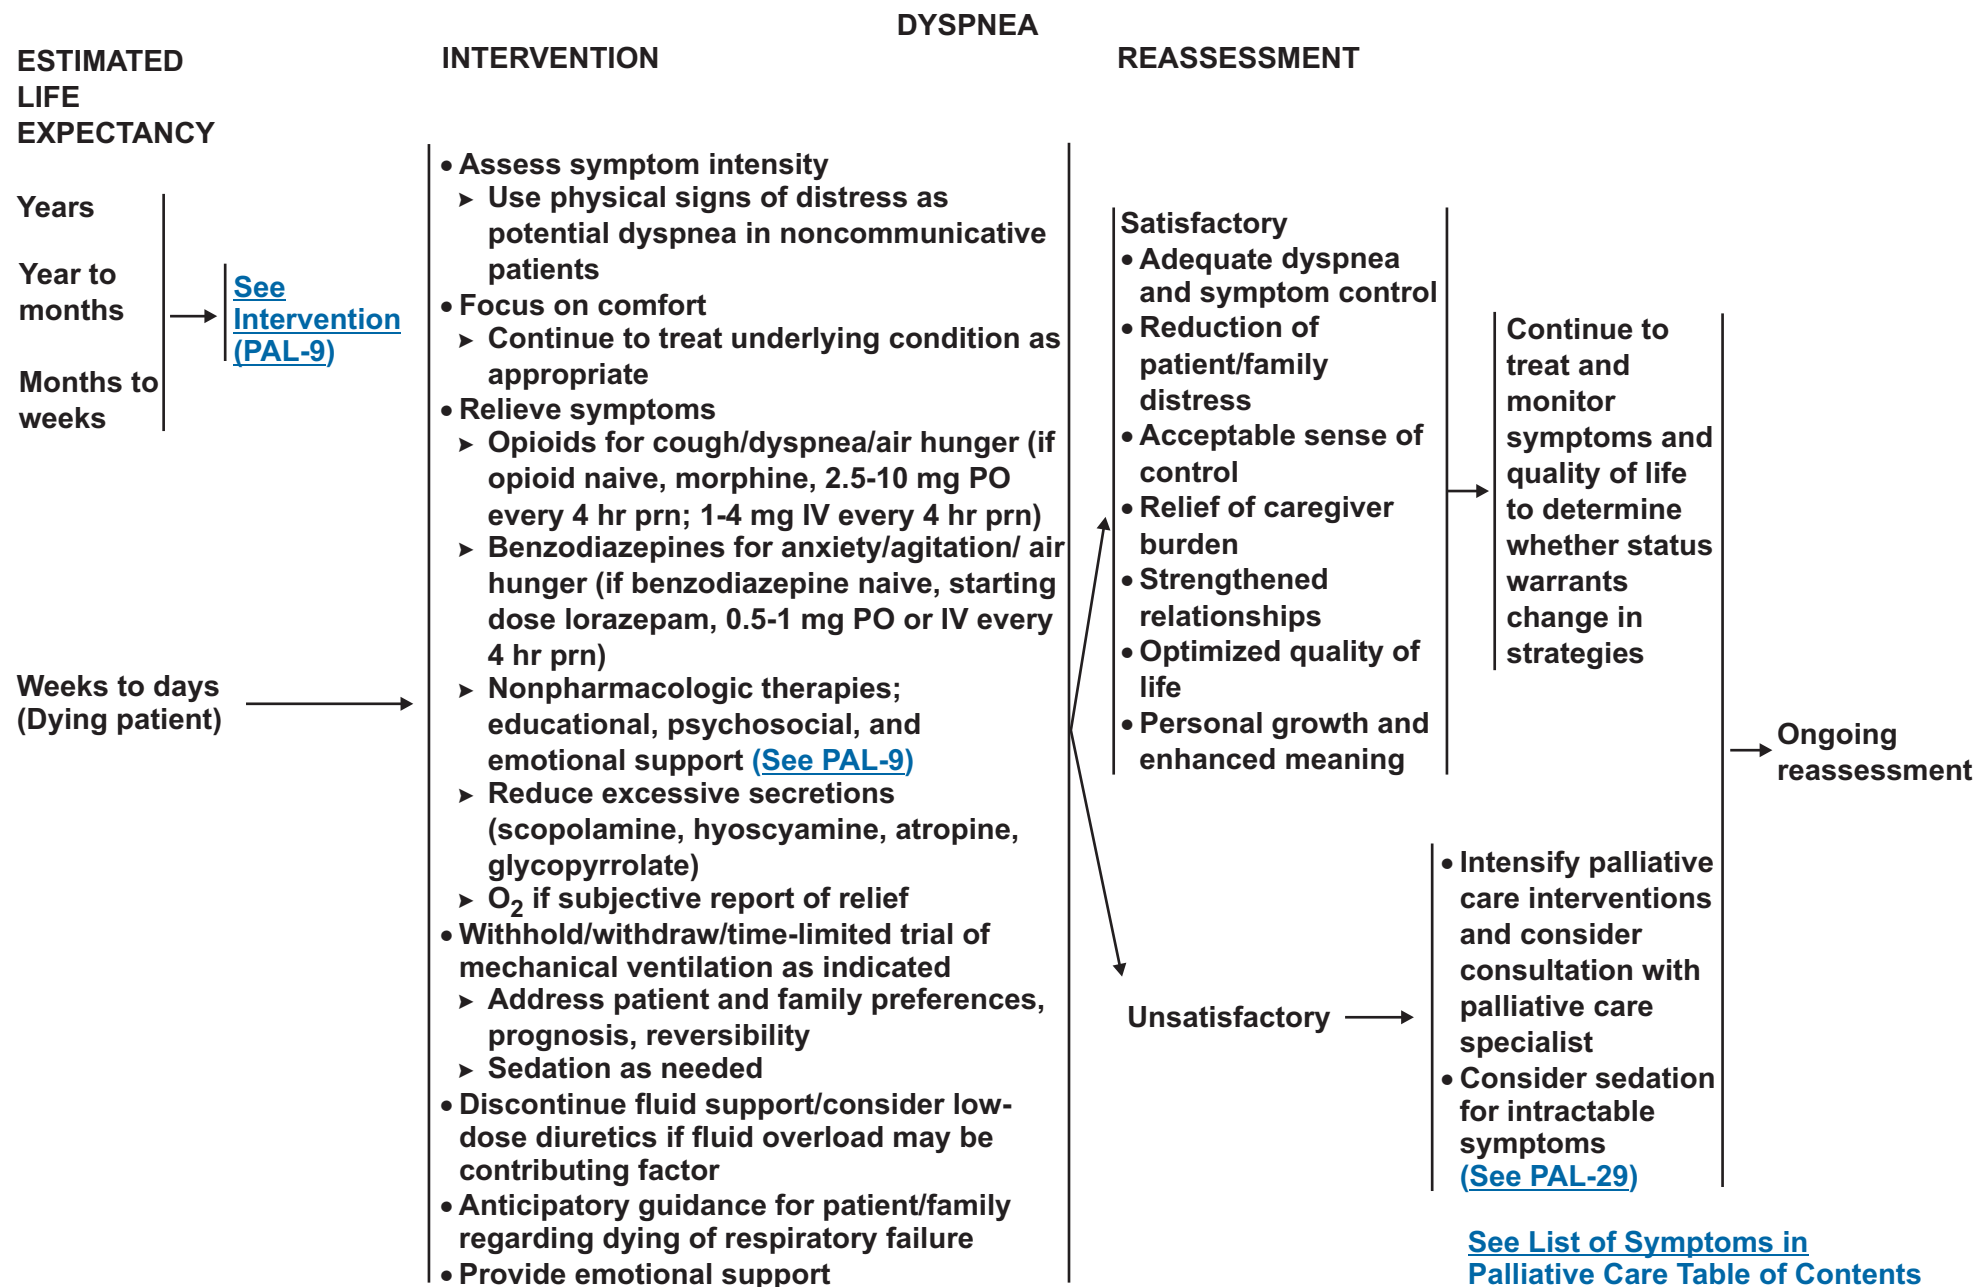 DYSPNEA
ESTIMATED
LIFE
EXPECTANCY
INTERVENTION
REASSESSMENT
Years
Year to
months
Months to
weeks
See
Intervention
(PAL-9)
Weeks to days
(Dying patient)
• Assess symptom intensity
➤ Use physical signs of distress as
potential dyspnea in noncommunicative
patients
• Focus on comfort
➤ Continue to treat underlying condition as
appropriate
• Relieve symptoms
➤ Opioids for cough/dyspnea/air hunger (if
opioid naive, morphine, 2.5-10 mg PO
every 4 hr prn; 1-4 mg IV every 4 hr prn)
➤ Benzodiazepines for anxiety/agitation/ air
hunger (if benzodiazepine naive, starting
dose lorazepam, 0.5-1 mg PO or IV every
4 hr prn)
➤ Nonpharmacologic therapies;
educational, psychosocial, and
emotional support (See PAL-9)
➤ Reduce excessive secretions
(scopolamine, hyoscyamine, atropine,
glycopyrrolate)
➤ O2 if subjective report of relief
• Withhold/withdraw/time-limited trial of
mechanical ventilation as indicated
➤ Address patient and family preferences,
prognosis, reversibility
➤ Sedation as needed
• Discontinue fluid support/consider low-
dose diuretics if fluid overload may be
contributing factor
• Anticipatory guidance for patient/family
regarding dying of respiratory failure
• Provide emotional support
Satisfactory
• Adequate dyspnea
and symptom control
• Reduction of
patient/family
distress
• Acceptable sense of
control
• Relief of caregiver
burden
• Strengthened
relationships
• Optimized quality of
life
• Personal growth and
enhanced meaning
Continue to
treat and
monitor
symptoms and
quality of life
to determine
whether status
warrants
change in
strategies
Unsatisfactory
• Intensify palliative
care interventions
and consider
consultation with
palliative care
specialist
• Consider sedation
for intractable
symptoms
(See PAL-29)
Ongoing
reassessment
See List of Symptoms in
Palliative Care Table of Contents